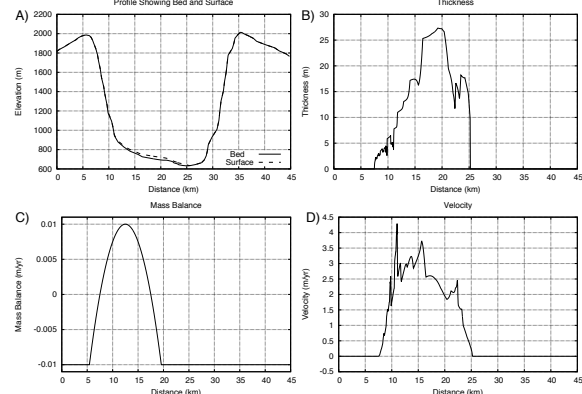 A)
Profile Showing Bed and Surface
Elevation (m)
2200
2000
1800
1600
1400
1200
1000
800
600
Bed
Surface
0 5 10 15 20 25 30 35 40 45
Distance (km)
B)
Thickness
Thickness (m)
30
25
20
15
10
5
0
0 5 10 15 20 25 30 35 40 45
Distance (km)
C)
Mass Balance
Mass Balance (m/yr)
0.01
0.005
0
-0.005
-0.01
0 5 10 15 20 25 30 35 40 45
Distance (km)
D)
Velocity
Velocity (m/yr)
4.5
4
3.5
3
2.5
2
1.5
1
0.5
0
-0.5
0 5 10 15 20 25 30 35 40 45
Distance (km)